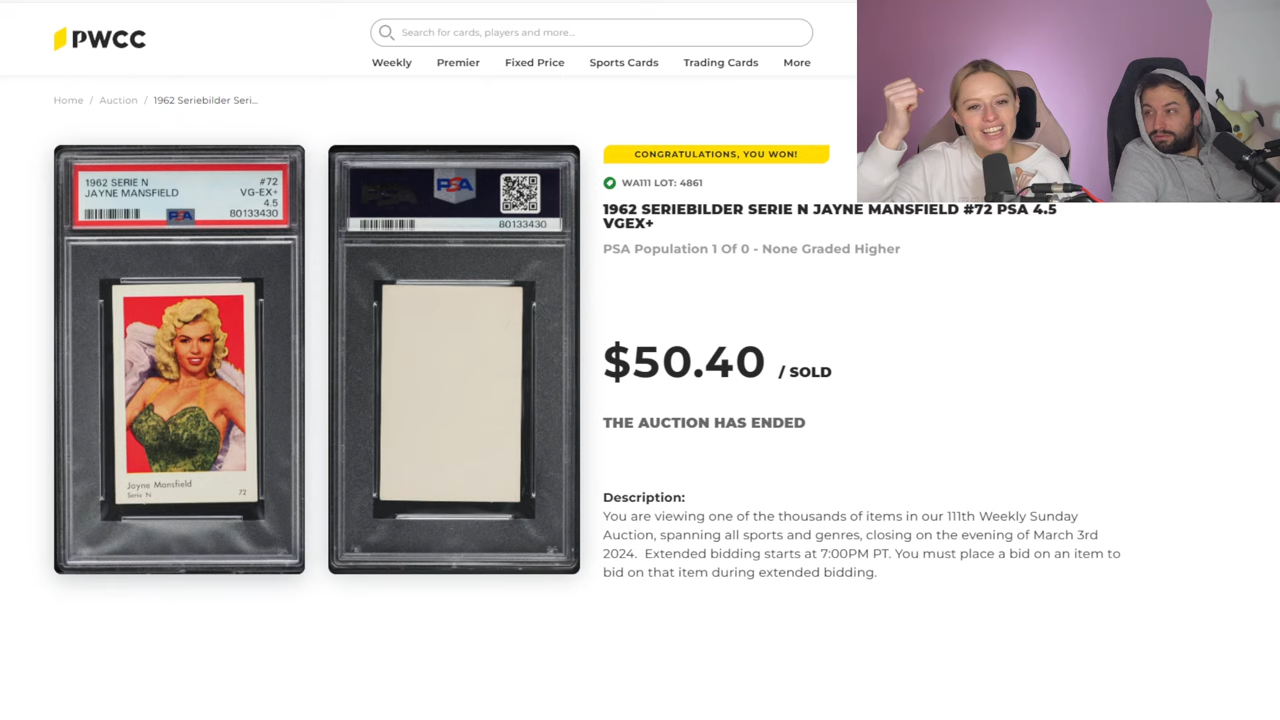 PWCC
Search for cards, players and more...
Weekly Premier Fixed Price Sports Cards Trading Cards More
Home / Auction / 1962 Seriebilder Seri...
1962 SERIE N #72
JAYNE MANSFIELD VG-EX+
4.5
PSA 80133430
Jayne Mansfield
Serie N 72
PSA
80133430
CONGRATULATIONS, YOU WON!
WA111 LOT: 4861
1962 SERIEBILDER SERIE N JAYNE MANSFIELD #72 PSA 4.5
VGEX+
PSA Population 1 Of 0 - None Graded Higher
$50.40 / SOLD
THE AUCTION HAS ENDED
Description:
You are viewing one of the thousands of items in our 111th Weekly Sunday
Auction, spanning all sports and genres, closing on the evening of March 3rd
2024. Extended bidding starts at 7:00PM PT. You must place a bid on an item to
bid on that item during extended bidding.